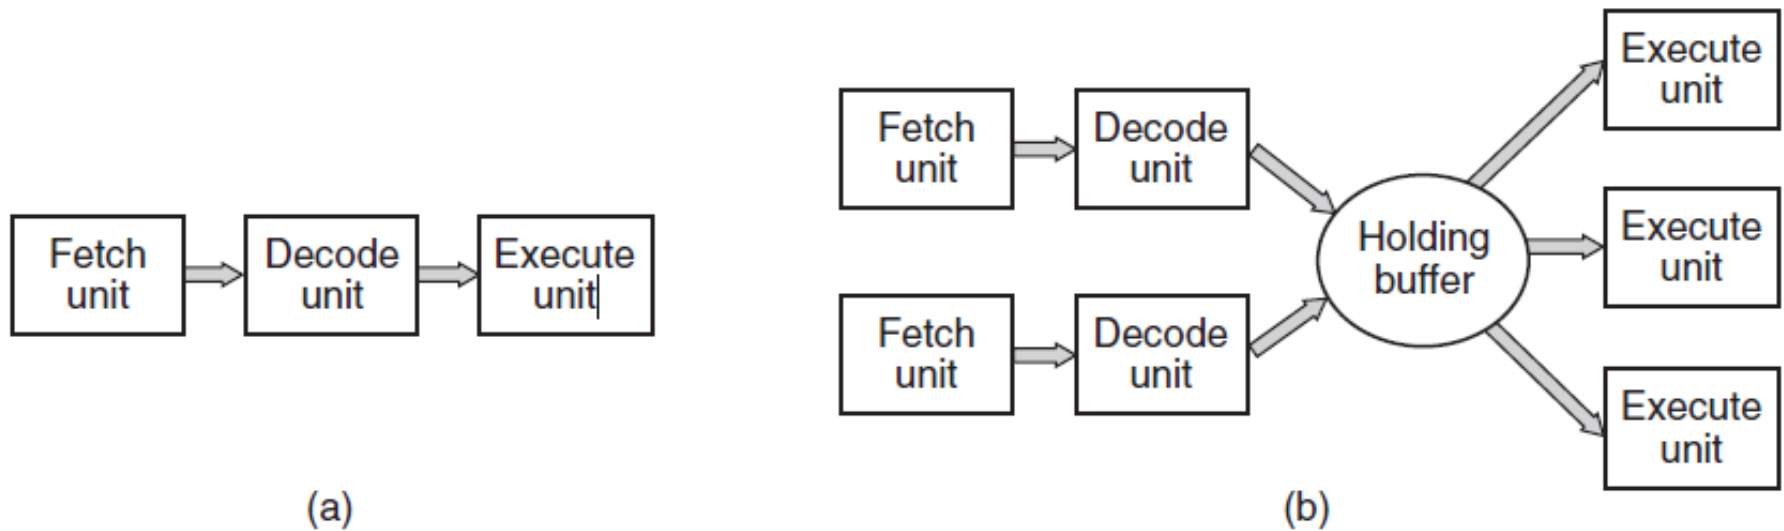 Fetch
unit
Decode
unit
Execute
unit
(a)
Fetch
unit
Decode
unit
Fetch
unit
Decode
unit
Holding
buffer
Execute
unit
Execute
unit
Execute
unit
(b)